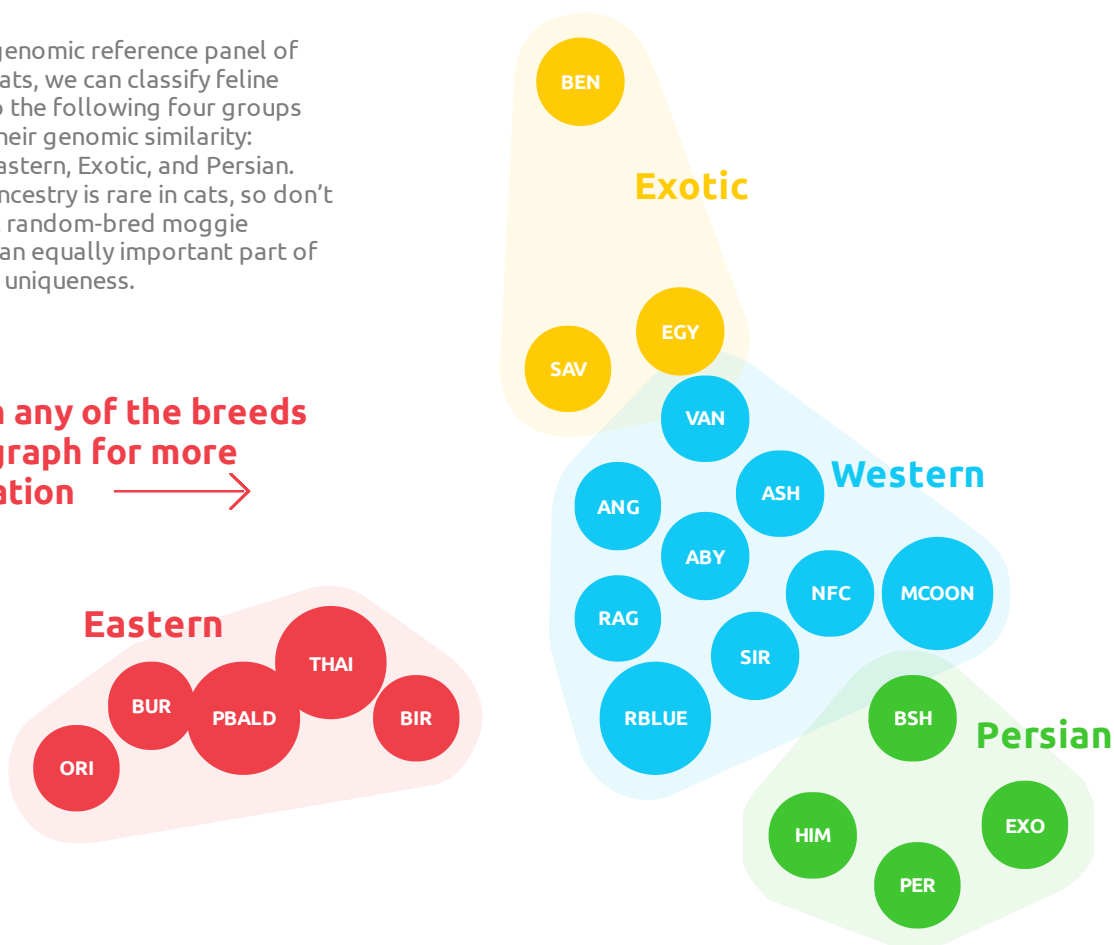 genomic reference panel of
ats, we can classify feline
o the following four groups
heir genomic similarity:
astern, Exotic, and Persian.
ncestry is rare in cats, so don't
random-bred moggie
an equally important part of
uniqueness.
any of the breeds
graph for more
ation
BEN
Exotic
EGY
SAV
VAN
Western
ASH
ANG
ABY
NFC
MCOON
RAG
SIR
RBLUE
Eastern
THAI
BUR
PBALD
BIR
ORI
BSH
Persian
EXO
HIM
PER